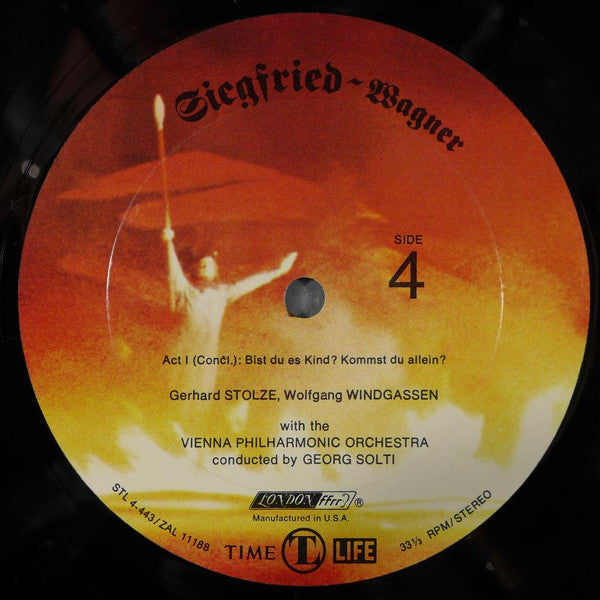 Siegfried ~ Wagner
SIDE
4
Act I (Concl.): Bist du es Kind? Kommst du allein?
Gerhard STOLZE, Wolfgang WINDGASSEN
with the
VIENNA PHILHARMONIC ORCHESTRA
conducted by GEORG SOLTI
LONDON ffrr ®
Manufactured in U.S.A.
STL 4-443/ZAL 11188
TIME TL LIFE
33⅓ RPM/STEREO